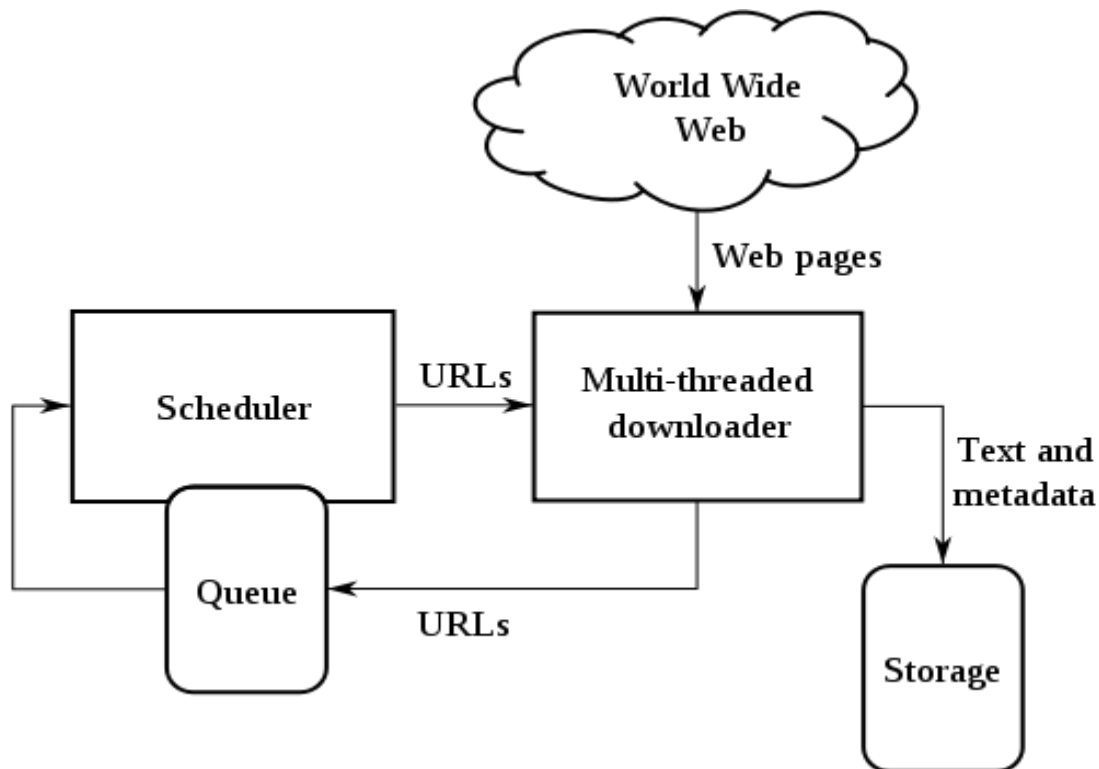 World Wide
Web
Web pages
URLs
Scheduler
Multi-threaded
downloader
Text and
metadata
Queue
URLs
Storage